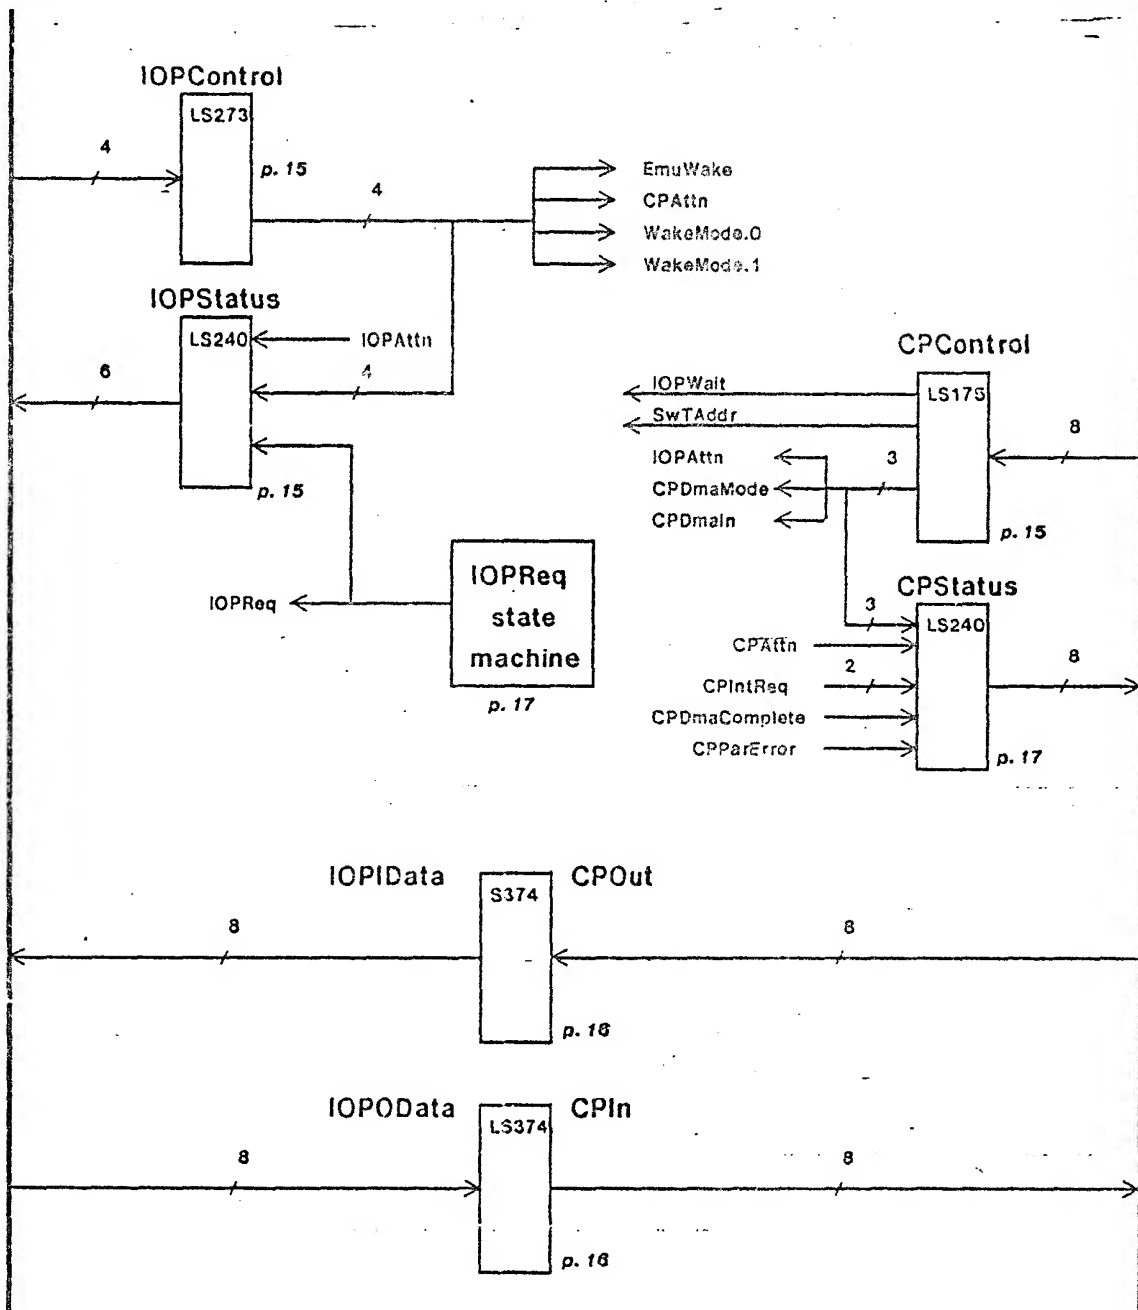 IOPControl
LS273
4
p. 15
4
EmuWake
CPAttn
WakeMode.0
WakeMode.1
IOPStatus
LS240
IOPAttn
4
6
p. 15
IOPReq
IOPReq
state
machine
p. 17
CPControl
LS175
IOPWait
SwTAddr
8
IOPAttn
3
CPDmaMode
CPDmaIn
p. 15
CPStatus
3
LS240
CPAttn
8
2
CPIntReq
CPDmaComplete
CPParError
p. 17
IOPIData
S374
CPOut
8
8
p. 16
IOPOData
LS374
CPIn
8
8
p. 16